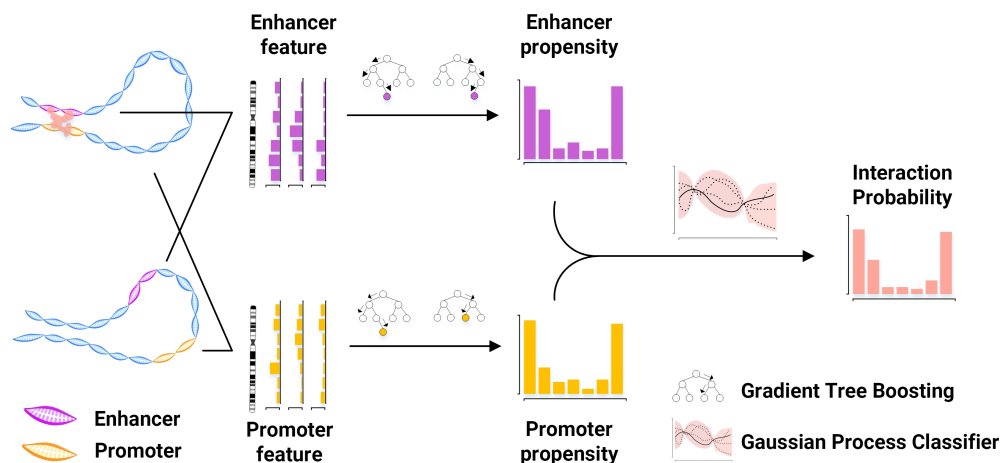 Enhancer
feature
Enhancer
propensity
Interaction
Probability
Enhancer
Promoter
Promoter
feature
Promoter
propensity
Gradient Tree Boosting
Gaussian Process Classifier